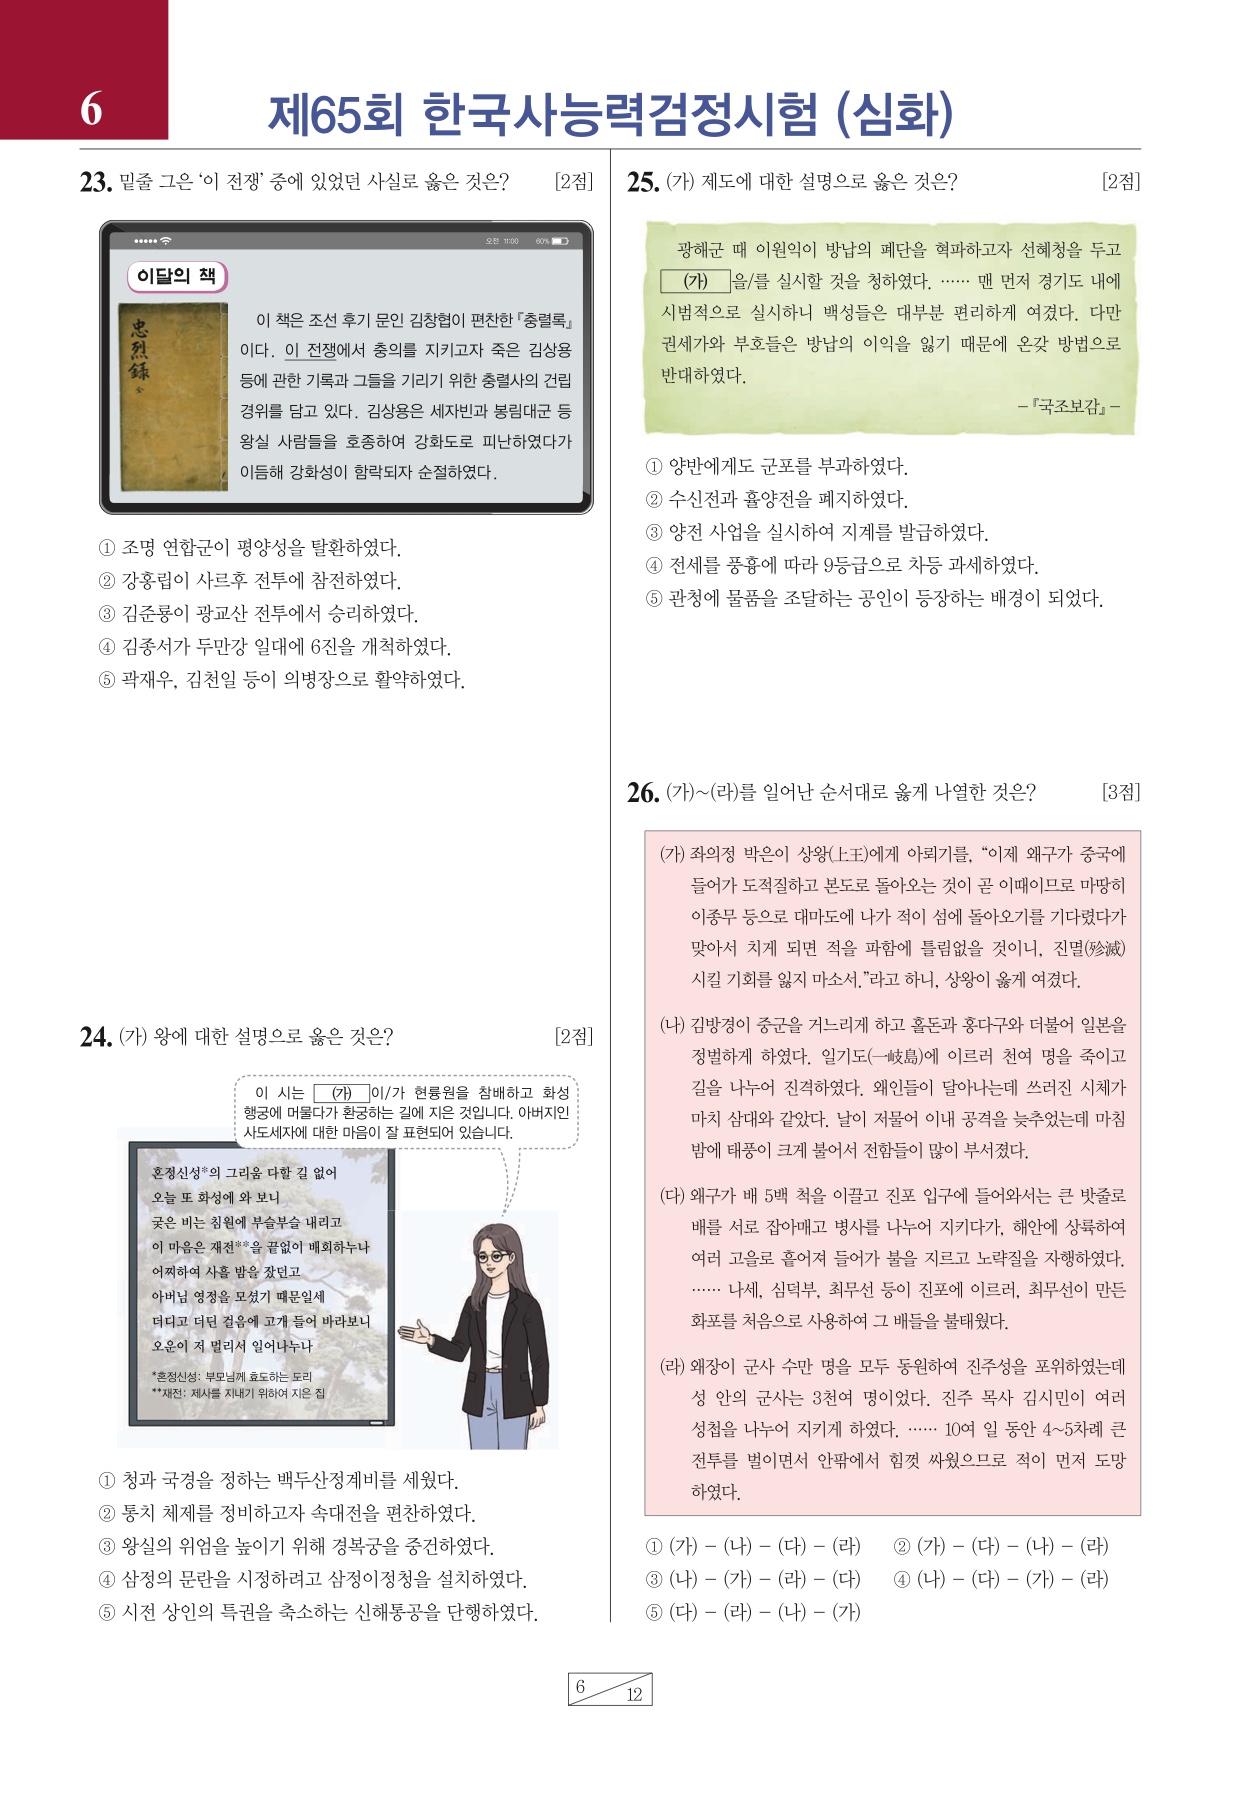 6
제65회 한국사능력검정시험 (심화)
23. 밑줄 그은 ‘이 전쟁’ 중에 있었던 사실로 옳은 것은? [2점]
오전 11:00 60%
이달의 책
忠烈錄 全
이 책은 조선 후기 문인 김창협이 편찬한 『충렬록』
이다. 이 전쟁에서 충의를 지키고자 죽은 김상용
등에 관한 기록과 그들을 기리기 위한 충렬사의 건립
경위를 담고 있다. 김상용은 세자빈과 봉림대군 등
왕실 사람들을 호종하여 강화도로 피난하였다가
이듬해 강화성이 함락되자 순절하였다.
① 조명 연합군이 평양성을 탈환하였다.
② 강홍립이 사르후 전투에 참전하였다.
③ 김준룡이 광교산 전투에서 승리하였다.
④ 김종서가 두만강 일대에 6진을 개척하였다.
⑤ 곽재우, 김천일 등이 의병장으로 활약하였다.
24. (가) 왕에 대한 설명으로 옳은 것은? [2점]
이 시는 (가) 이/가 현륭원을 참배하고 화성
행궁에 머물다가 환궁하는 길에 지은 것입니다. 아버지인
사도세자에 대한 마음이 잘 표현되어 있습니다.
혼정신성*의 그리움 다할 길 없어
오늘 또 화성에 와 보니
궂은 비는 침원에 부슬부슬 내리고
이 마음은 재전**을 끝없이 배회하누나
어찌하여 사흘 밤을 잤던고
아버님 영정을 모셨기 때문일세
더디고 더딘 걸음에 고개 들어 바라보니
오운이 저 멀리서 일어나누나
*혼정신성: 부모님께 효도하는 도리
**재전: 제사를 지내기 위하여 지은 집
① 청과 국경을 정하는 백두산정계비를 세웠다.
② 통치 체제를 정비하고자 속대전을 편찬하였다.
③ 왕실의 위엄을 높이기 위해 경복궁을 중건하였다.
④ 삼정의 문란을 시정하려고 삼정이정청을 설치하였다.
⑤ 시전 상인의 특권을 축소하는 신해통공을 단행하였다.
25. (가) 제도에 대한 설명으로 옳은 것은? [2점]
광해군 때 이원익이 방납의 폐단을 혁파하고자 선혜청을 두고
(가) 을/를 실시할 것을 청하였다. …… 맨 먼저 경기도 내에
시범적으로 실시하니 백성들은 대부분 편리하게 여겼다. 다만
권세가와 부호들은 방납의 이익을 잃기 때문에 온갖 방법으로
반대하였다.
－『국조보감』－
① 양반에게도 군포를 부과하였다.
② 수신전과 휼양전을 폐지하였다.
③ 양전 사업을 실시하여 지계를 발급하였다.
④ 전세를 풍흉에 따라 9등급으로 차등 과세하였다.
⑤ 관청에 물품을 조달하는 공인이 등장하는 배경이 되었다.
26. (가)~(라)를 일어난 순서대로 옳게 나열한 것은? [3점]
(가) 좌의정 박은이 상왕(上王)에게 아뢰기를, “이제 왜구가 중국에
들어가 도적질하고 본도로 돌아오는 것이 곧 이때이므로 마땅히
이종무 등으로 대마도에 나가 적이 섬에 돌아오기를 기다렸다가
맞아서 치게 되면 적을 파함에 틀림없을 것이니, 진멸(殄滅)
시킬 기회를 잃지 마소서.”라고 하니, 상왕이 옳게 여겼다.
(나) 김방경이 중군을 거느리게 하고 홀돈과 홍다구와 더불어 일본을
정벌하게 하였다. 일기도(一岐島)에 이르러 천여 명을 죽이고
길을 나누어 진격하였다. 왜인들이 달아나는데 쓰러진 시체가
마치 삼대와 같았다. 날이 저물어 이내 공격을 늦추었는데 마침
밤에 태풍이 크게 불어서 전함들이 많이 부서졌다.
(다) 왜구가 배 5백 척을 이끌고 진포 입구에 들어와서는 큰 밧줄로
배를 서로 잡아매고 병사를 나누어 지키다가, 해안에 상륙하여
여러 고을로 흩어져 들어가 불을 지르고 노략질을 자행하였다.
…… 나세, 심덕부, 최무선 등이 진포에 이르러, 최무선이 만든
화포를 처음으로 사용하여 그 배들을 불태웠다.
(라) 왜장이 군사 수만 명을 모두 동원하여 진주성을 포위하였는데
성 안의 군사는 3천여 명이었다. 진주 목사 김시민이 여러
성첩을 나누어 지키게 하였다. …… 10여 일 동안 4~5차례 큰
전투를 벌이면서 안팎에서 힘껏 싸웠으므로 적이 먼저 도망
하였다.
① (가) － (나) － (다) － (라) ② (가) － (다) － (나) － (라)
③ (나) － (가) － (라) － (다) ④ (나) － (다) － (가) － (라)
⑤ (다) － (라) － (나) － (가)
6 12